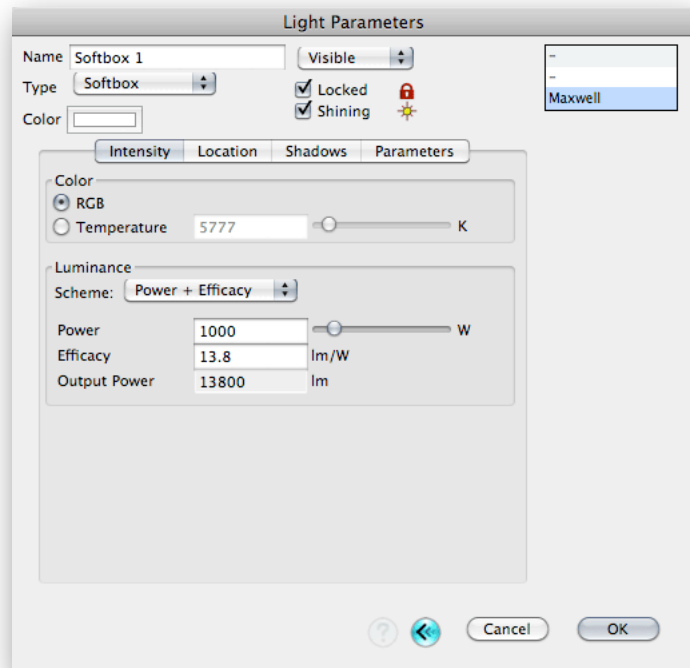 Light Parameters
Name Softbox 1 Visible
Type Softbox
Locked
Shining
Color
–
–
Maxwell
Intensity Location Shadows Parameters
Color
RGB
Temperature 5777 K
Luminance
Scheme: Power + Efficacy
Power 1000 W
Efficacy 13.8 lm/W
Output Power 13800 lm
? Cancel OK